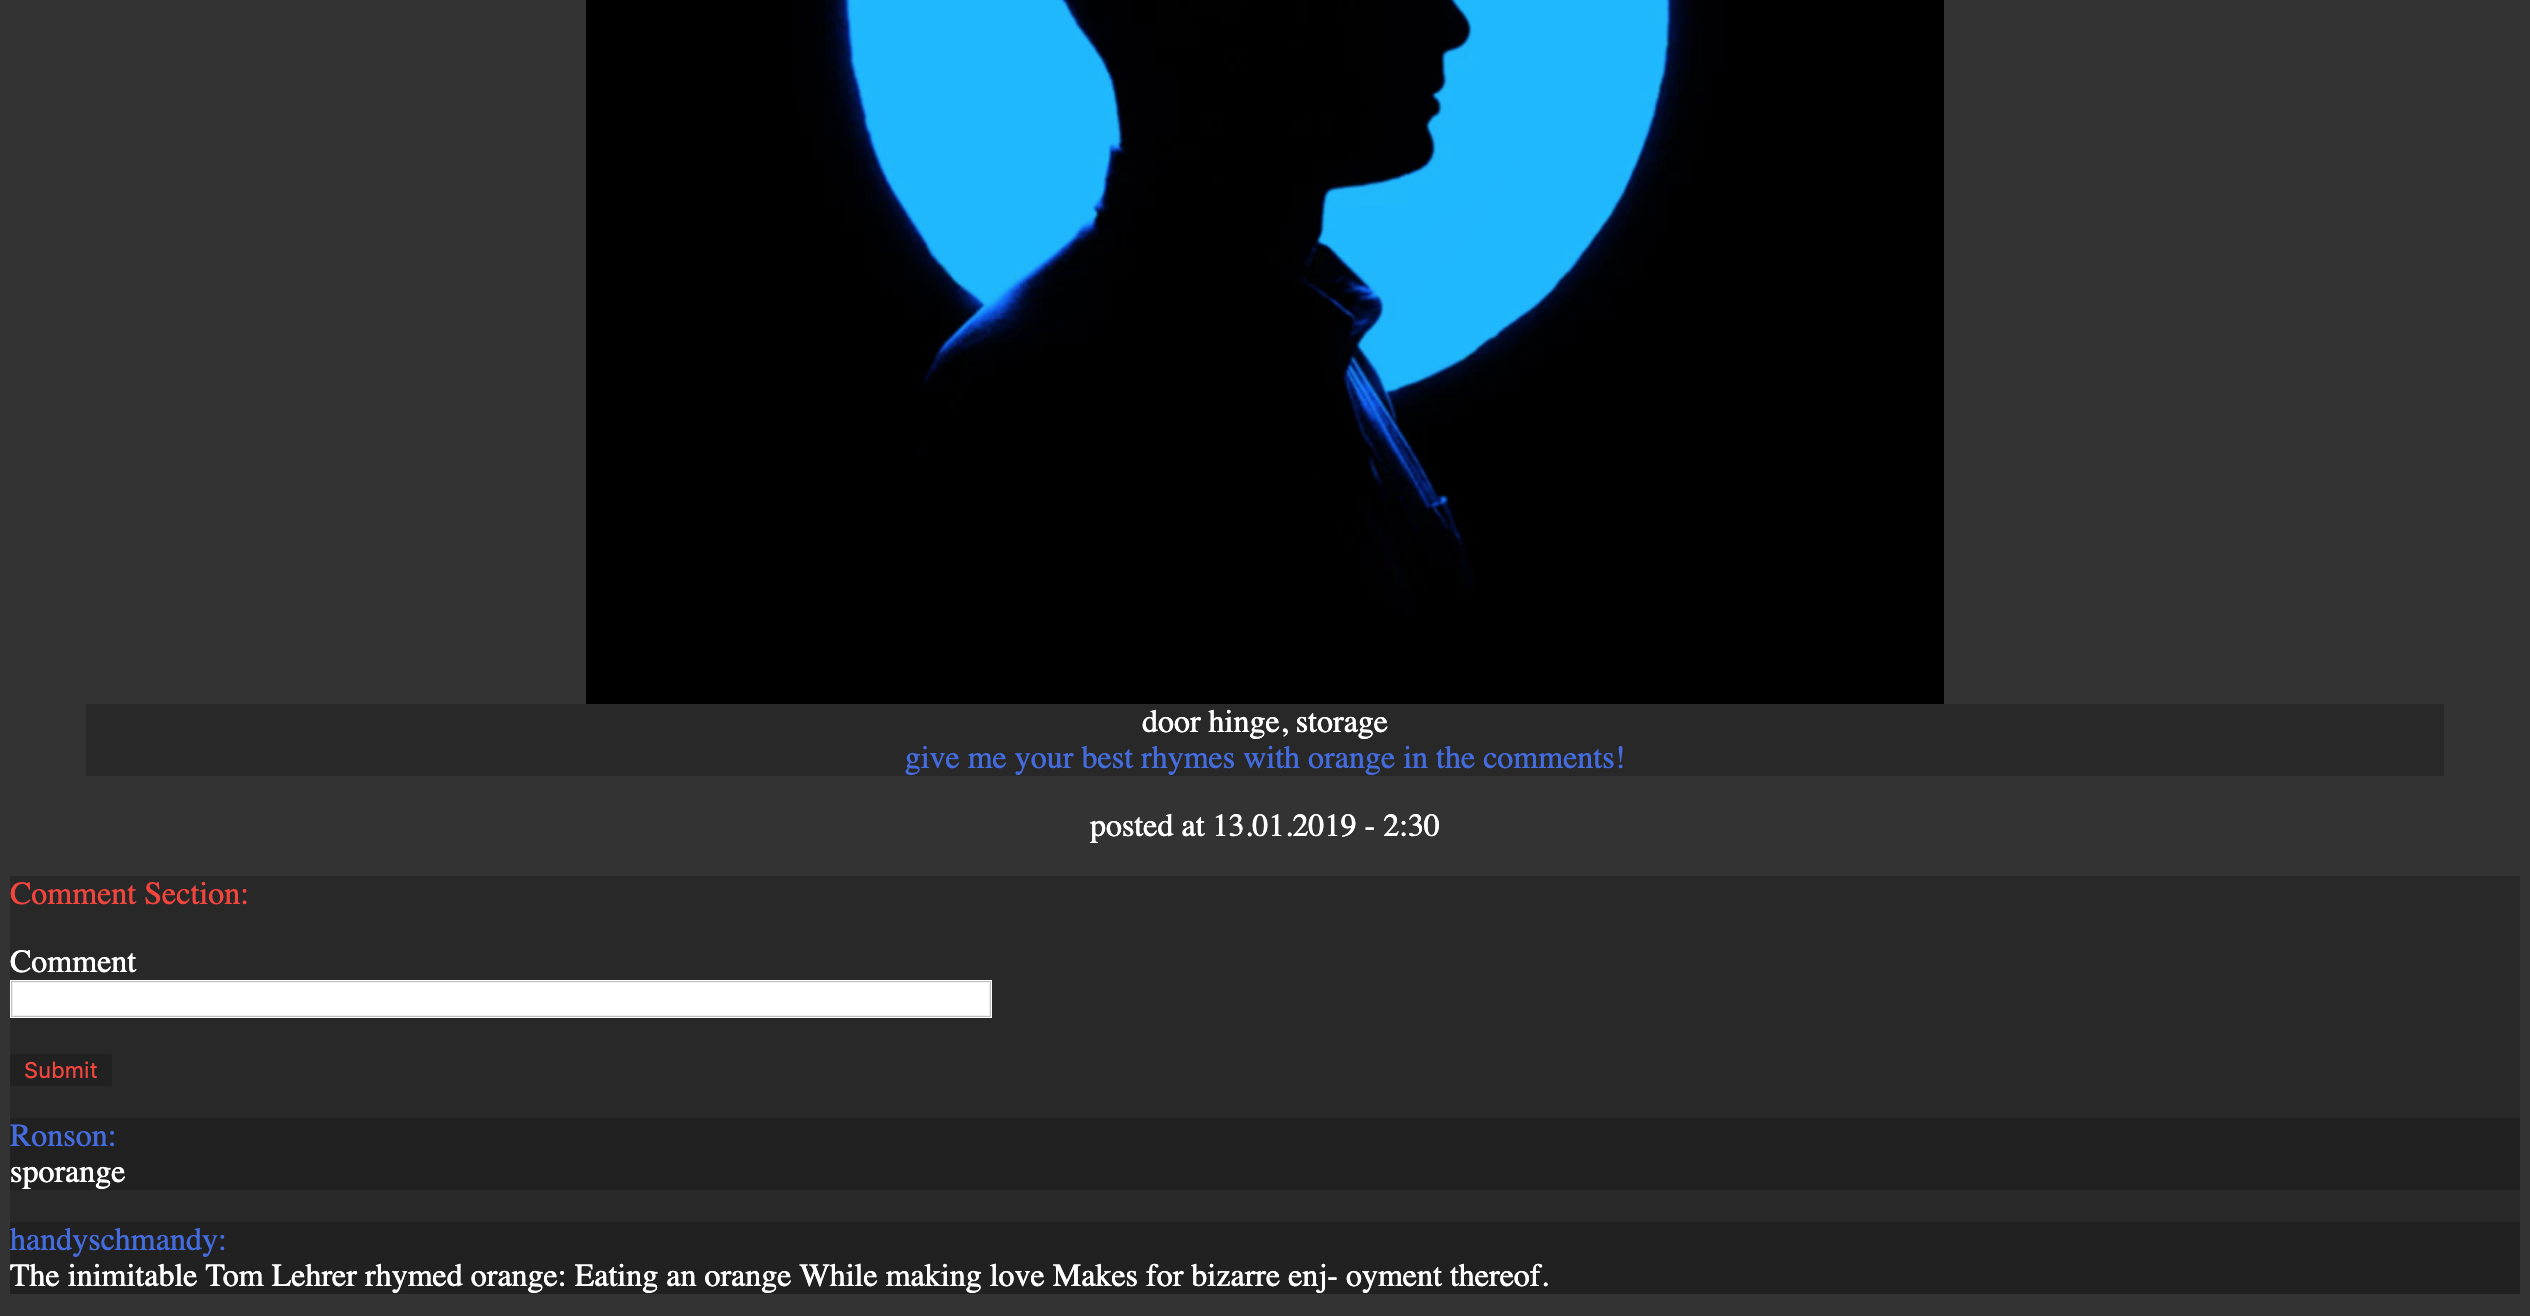 door hinge, storage
give me your best rhymes with orange in the comments!
posted at 13.01.2019 - 2:30
Comment Section:
Comment
Submit
Ronson:
sporange
handyschmandy:
The inimitable Tom Lehrer rhymed orange: Eating an orange While making love Makes for bizarre enj- oyment thereof.